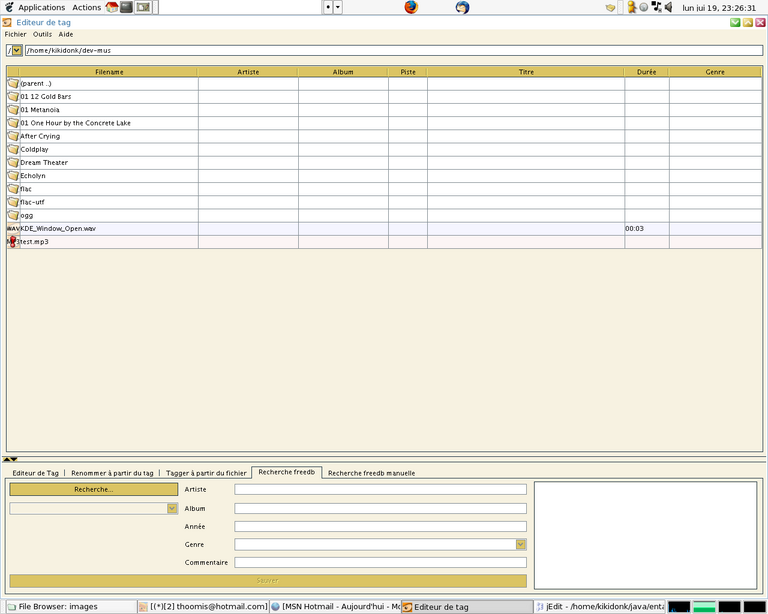 Applications Actions lun jui 19, 23:26:31
Editeur de tag
Fichier Outils Aide
/ /home/kikidonk/dev-mus
Filename Artiste Album Piste Titre Durée Genre
(parent ..)
01 12 Gold Bars
01 Metanoia
01 One Hour by the Concrete Lake
After Crying
Coldplay
Dream Theater
Echolyn
flac
flac-utf
ogg
WAV KDE_Window_Open.wav 00:03
MP3 test.mp3
Editeur de Tag Renommer à partir du tag Tagger à partir du fichier Recherche freedb Recherche freedb manuelle
Recherche... Artiste
Album
Année
Genre
Commentaire
Sauver
File Browser: images [(*)[2] thoomis@hotmail.com] [MSN Hotmail - Aujourd'hui - Mo Editeur de tag jEdit - /home/kikidonk/java/enta